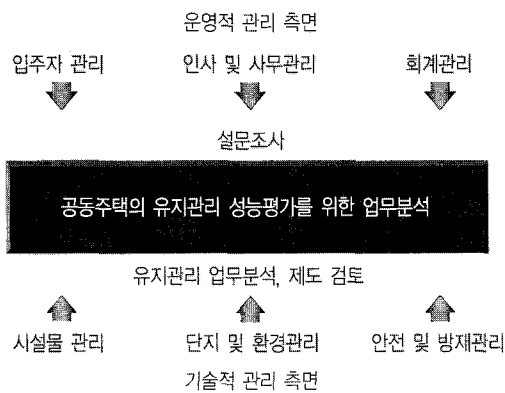 운영적 관리 측면
입주자 관리 인사 및 사무관리 회계관리
설문조사
공동주택의 유지관리 성능평가를 위한 업무분석
유지관리 업무분석, 제도 검토
시설물 관리 단지 및 환경관리 안전 및 방재관리
기술적 관리 측면